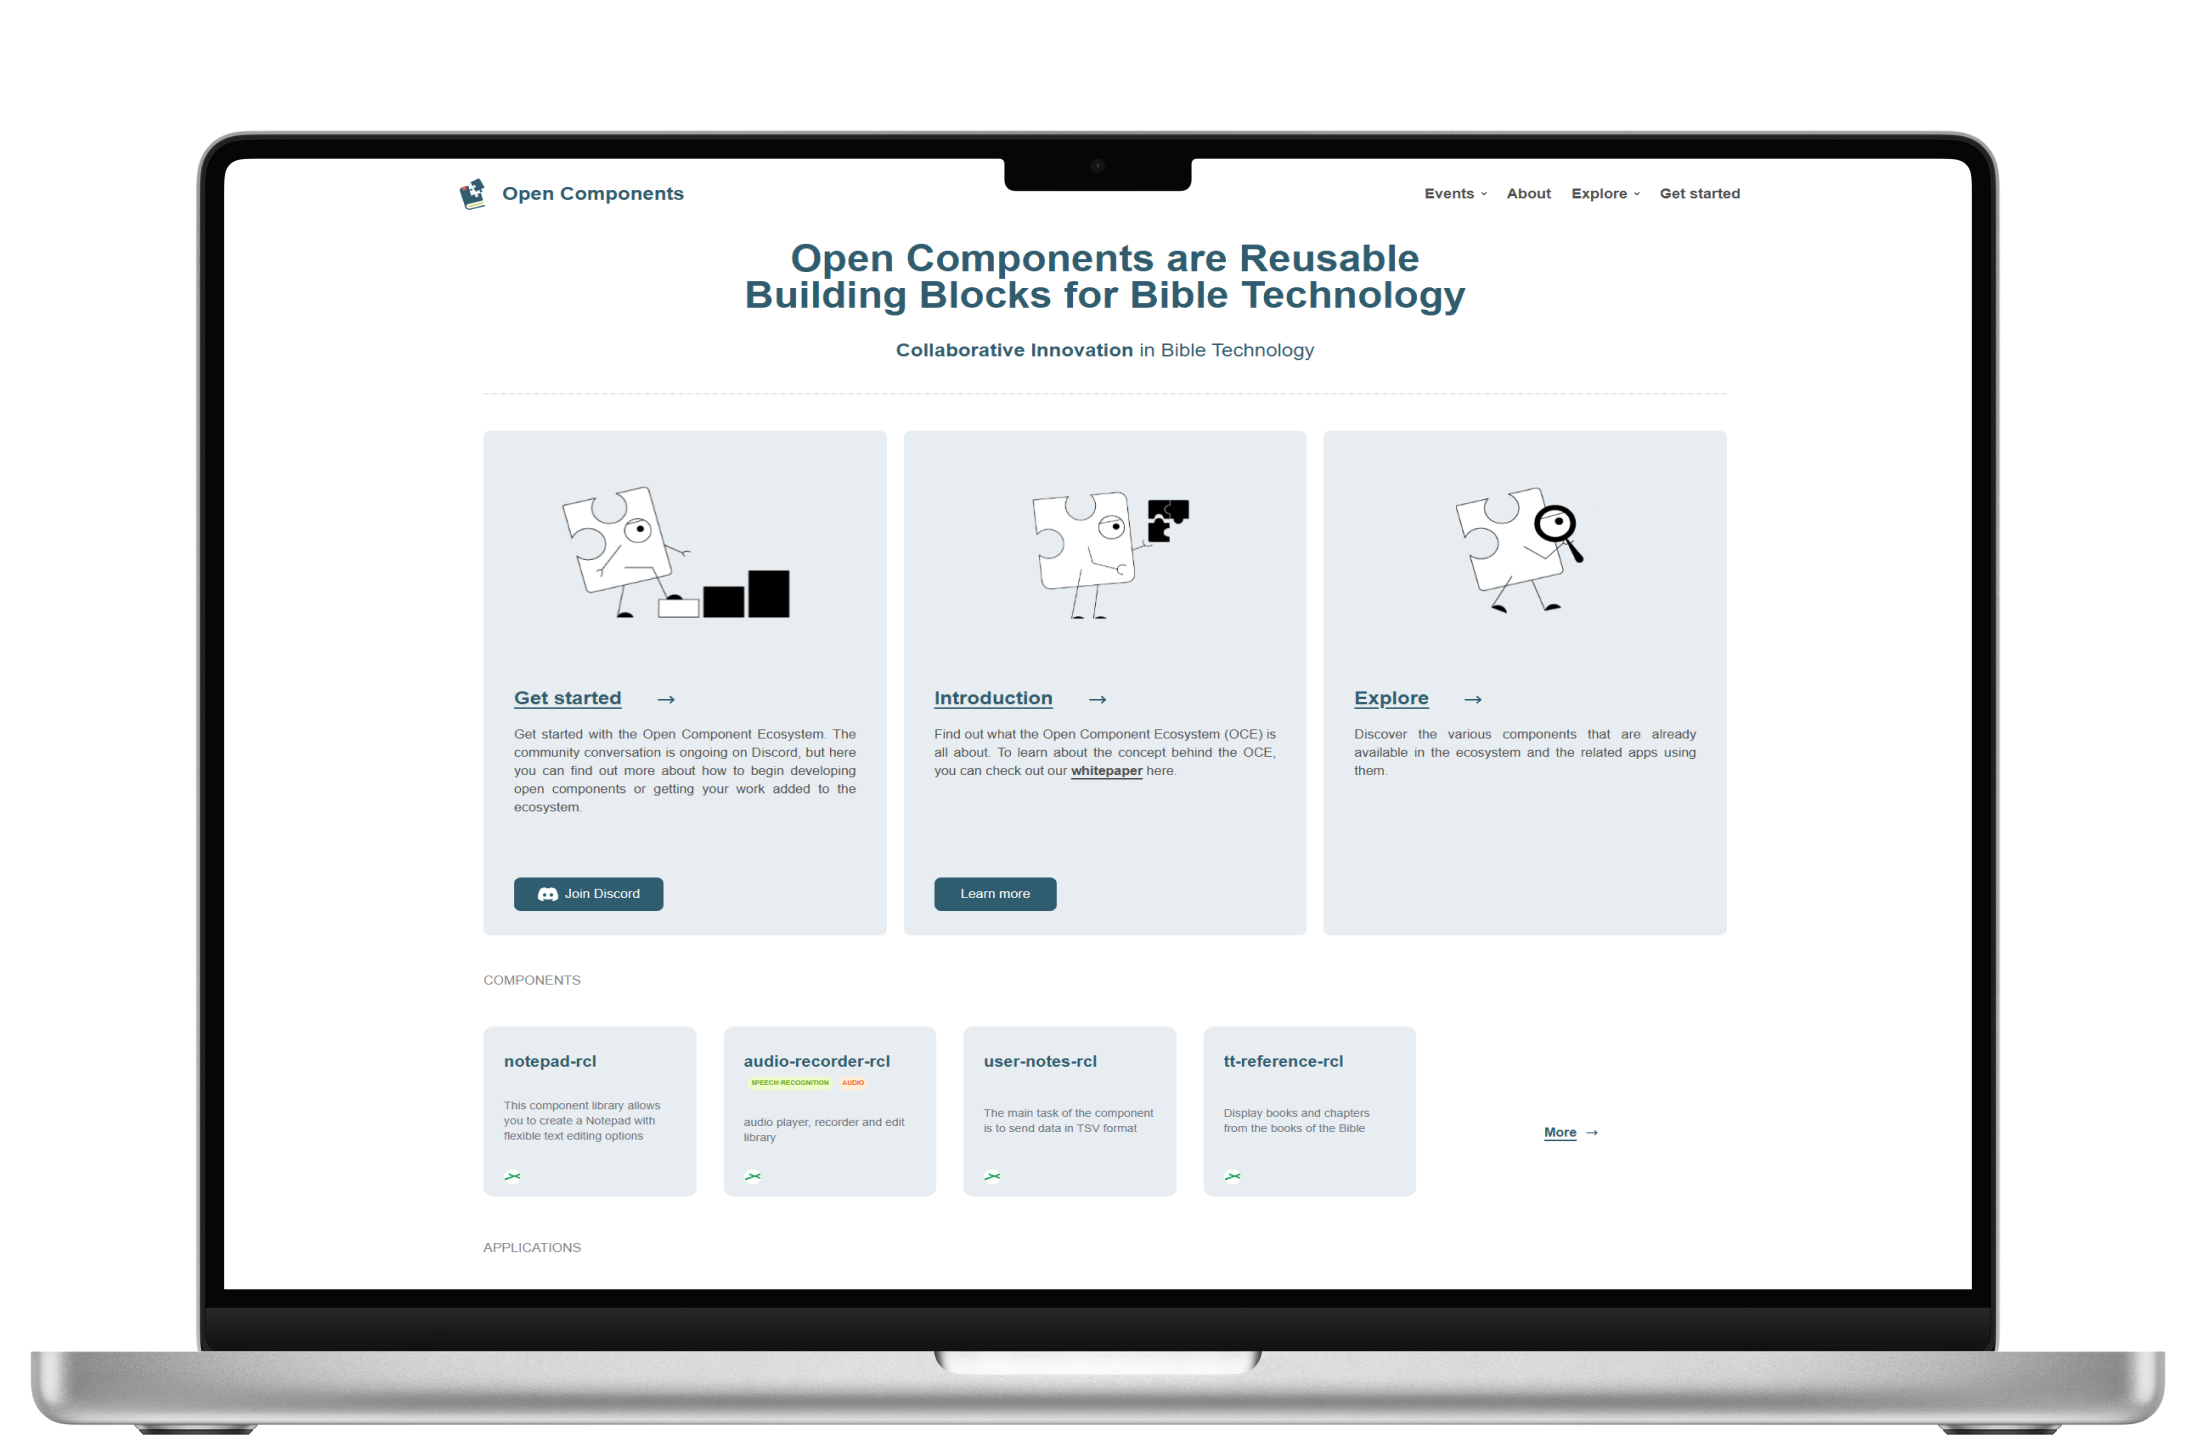 Open Components
Events
About
Explore
Get started
Open Components are Reusable
Building Blocks for Bible Technology
Collaborative Innovation in Bible Technology
Get started →
Get started with the Open Component Ecosystem. The
community conversation is ongoing on Discord, but here
you can find out more about how to begin developing
open components or getting your work added to the
ecosystem.
Join Discord
Introduction →
Find out what the Open Component Ecosystem (OCE) is
all about. To learn about the concept behind the OCE,
you can check out our whitepaper here.
Learn more
Explore →
Discover the various components that are already
available in the ecosystem and the related apps using
them.
COMPONENTS
notepad-rcl
This component library allows
you to create a Notepad with
flexible text editing options
audio-recorder-rcl
SPEECH-RECOGNITION AUDIO
audio player, recorder and edit
library
user-notes-rcl
The main task of the component
is to send data in TSV format
tt-reference-rcl
Display books and chapters
from the books of the Bible
More →
APPLICATIONS